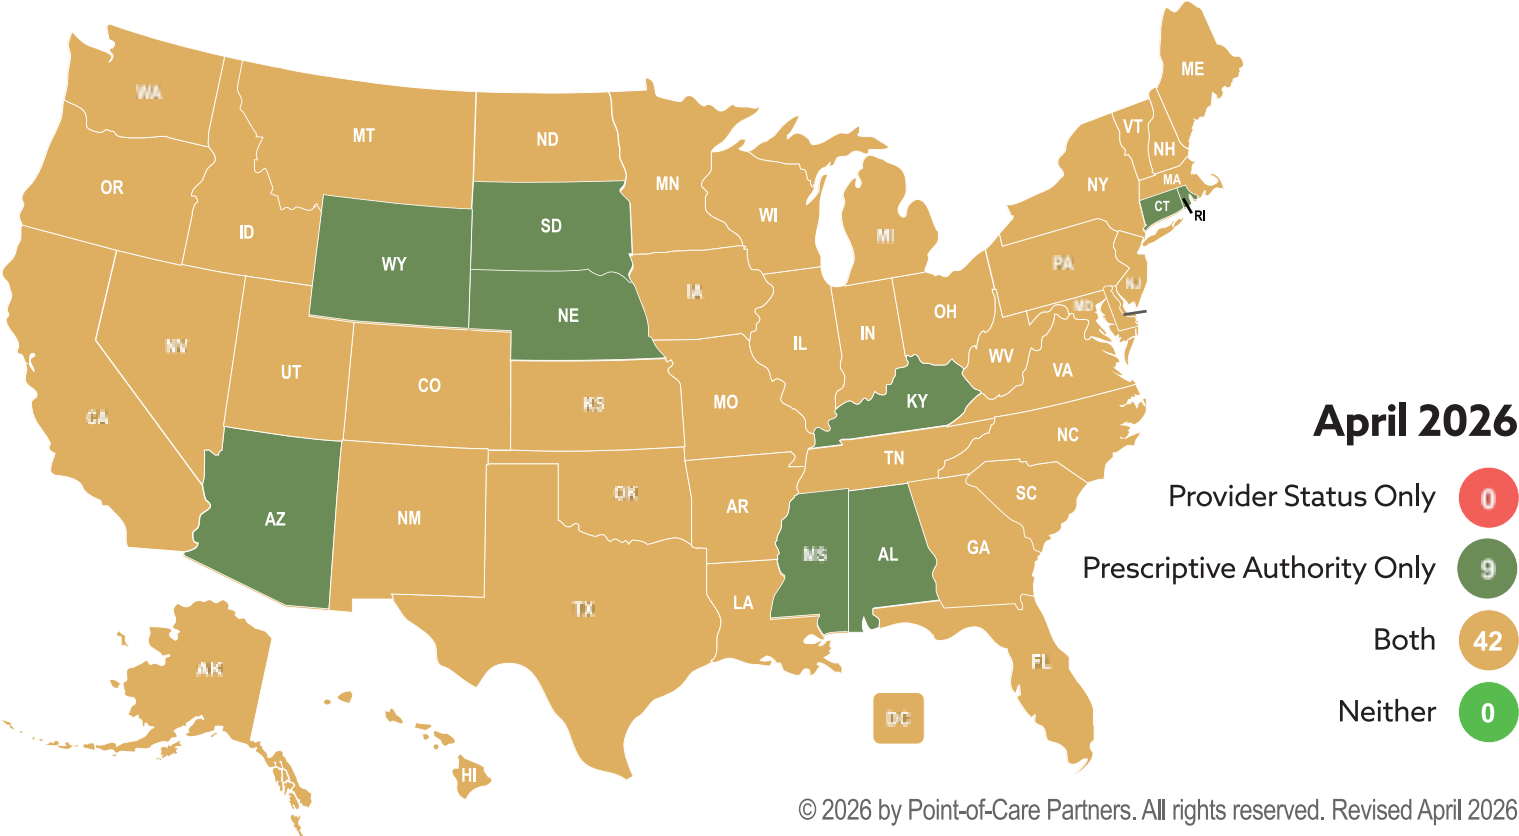 ME
WA
MT
ND
VT
NH
OR
MN
NY
MA
WI
CT
RI
ID
SD
MI
WY
PA
NJ
IA
MD
NE
OH
IN
NV
IL
WV
UT
CO
VA
KY
KS
MO
CA
NC
TN
OK
SC
AR
AZ
NM
MS
AL
GA
LA
TX
FL
AK
DC
HI
April 2026
Provider Status Only 0
Prescriptive Authority Only 9
Both 42
Neither 0
© 2026 by Point-of-Care Partners. All rights reserved. Revised April 2026